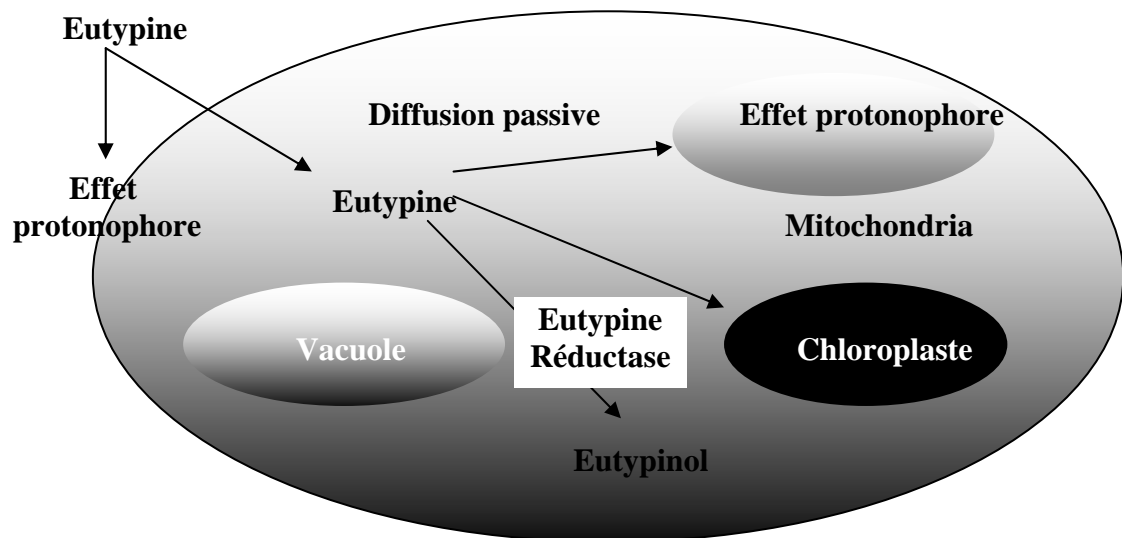 Eutypine
Diffusion passive
Effet protonophore
Effet
protonophore
Eutypine
Mitochondria
Eutypine
Réductase
Vacuole
Chloroplaste
Eutypinol